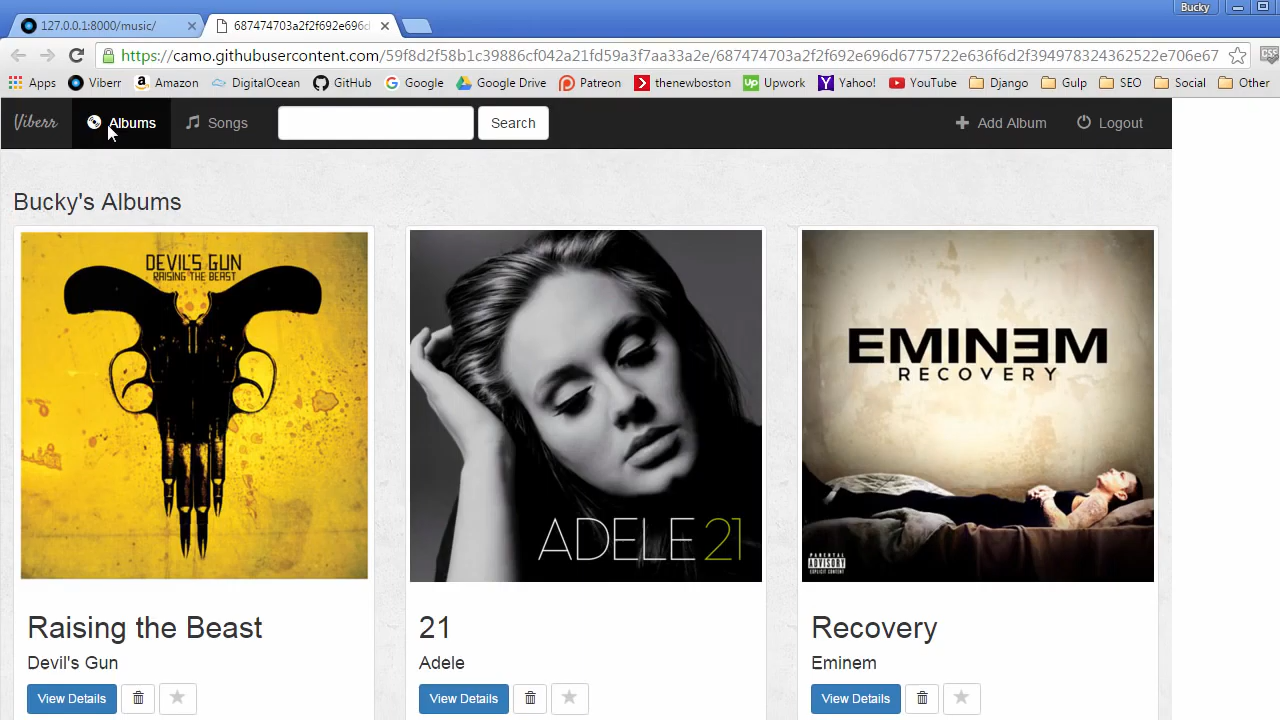 Bucky
127.0.0.1:8000/music/
687474703a2f2f692e696d
https://camo.githubusercontent.com/59f8d2f58b1c39886cf042a21fd59a3f7aa33a2e/687474703a2f2f692e696d6775722e636f6d2f394978324362522e706e67
CSS
Apps Viberr Amazon DigitalOcean GitHub Google Google Drive Patreon thenewboston Upwork Yahoo! YouTube Django Gulp SEO Social Other
Viberr Albums Songs Search Add Album Logout
Bucky's Albums
DEVIL'S GUN
RAISING THE BEAST
ADELE 21
EMINEM
RECOVERY
PARENTAL
ADVISORY
EXPLICIT CONTENT
Raising the Beast
Devil's Gun
View Details
21
Adele
View Details
Recovery
Eminem
View Details